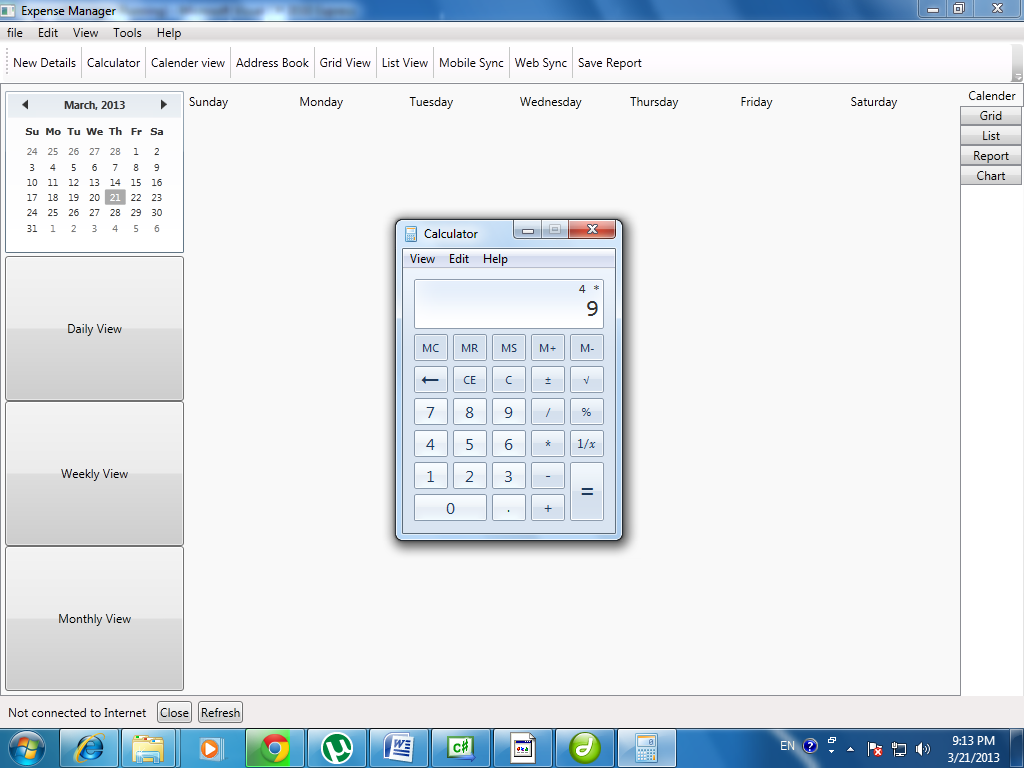 Expense Manager
file Edit View Tools Help
New Details Calculator Calender view Address Book Grid View List View Mobile Sync Web Sync Save Report
March, 2013
Su Mo Tu We Th Fr Sa
24 25 26 27 28 1 2
3 4 5 6 7 8 9
10 11 12 13 14 15 16
17 18 19 20 21 22 23
24 25 26 27 28 29 30
31 1 2 3 4 5 6
Daily View
Weekly View
Monthly View
Sunday Monday Tuesday Wednesday Thursday Friday Saturday
Calculator
View Edit Help
4 *
9
MC MR MS M+ M-
← CE C ± √
7 8 9 / %
4 5 6 * 1/x
1 2 3 - =
0 . +
Calender
Grid
List
Report
Chart
Not connected to Internet Close Refresh
EN ? 9:13 PM
3/21/2013